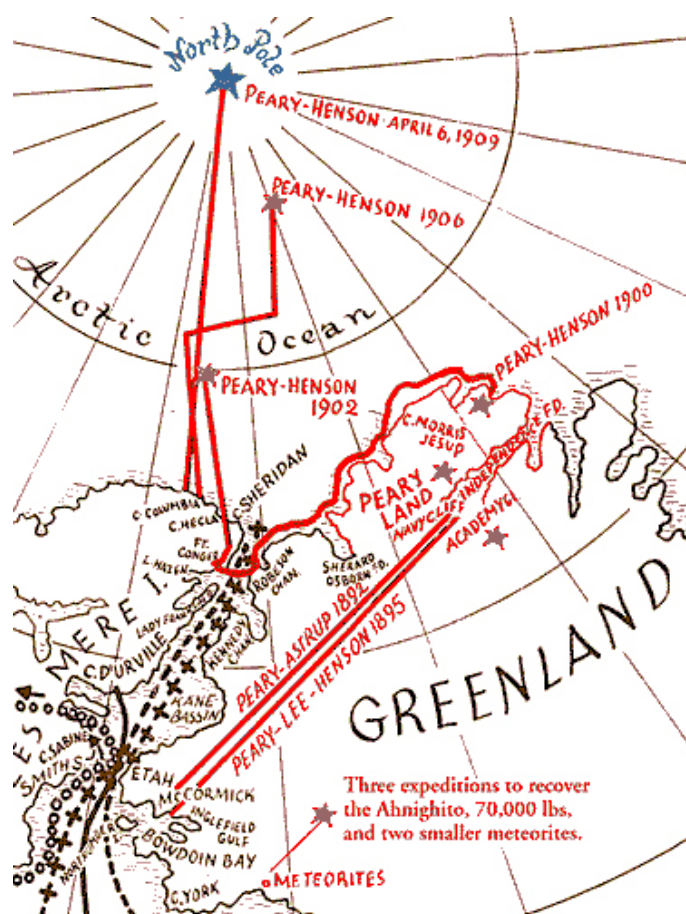 North Pole
PEARY-HENSON APRIL 6, 1909
PEARY-HENSON 1906
Arctic Ocean
PEARY-HENSON 1900
PEARY-HENSON
1902
C. MORRIS
JESUP
INDEPENDENCE FD.
PEARY
LAND
NAVY CLIFF
ACADEMY GL.
C. SHERIDAN
C. COLUMBIA
C. HECLA
FT.
CONGER
L. HAZEN
ROBESON
CHAN.
SHERARD
OSBORN FD.
LADY FRANKLIN
KENNEDY
CHAN.
MERE I.
C. D'URVILLE
PEARY-ASTRUP 1892
PEARY-LEE-HENSON 1895
GREENLAND
KANE
BASSIN
ES
C. SABINE
SMITH S.
ETAH
MCCORMICK
INGLEFIELD
GULF
BOWDOIN BAY
C. YORK
METEORITES
Three expeditions to recover
the Ahnighito, 70,000 lbs,
and two smaller meteorites.